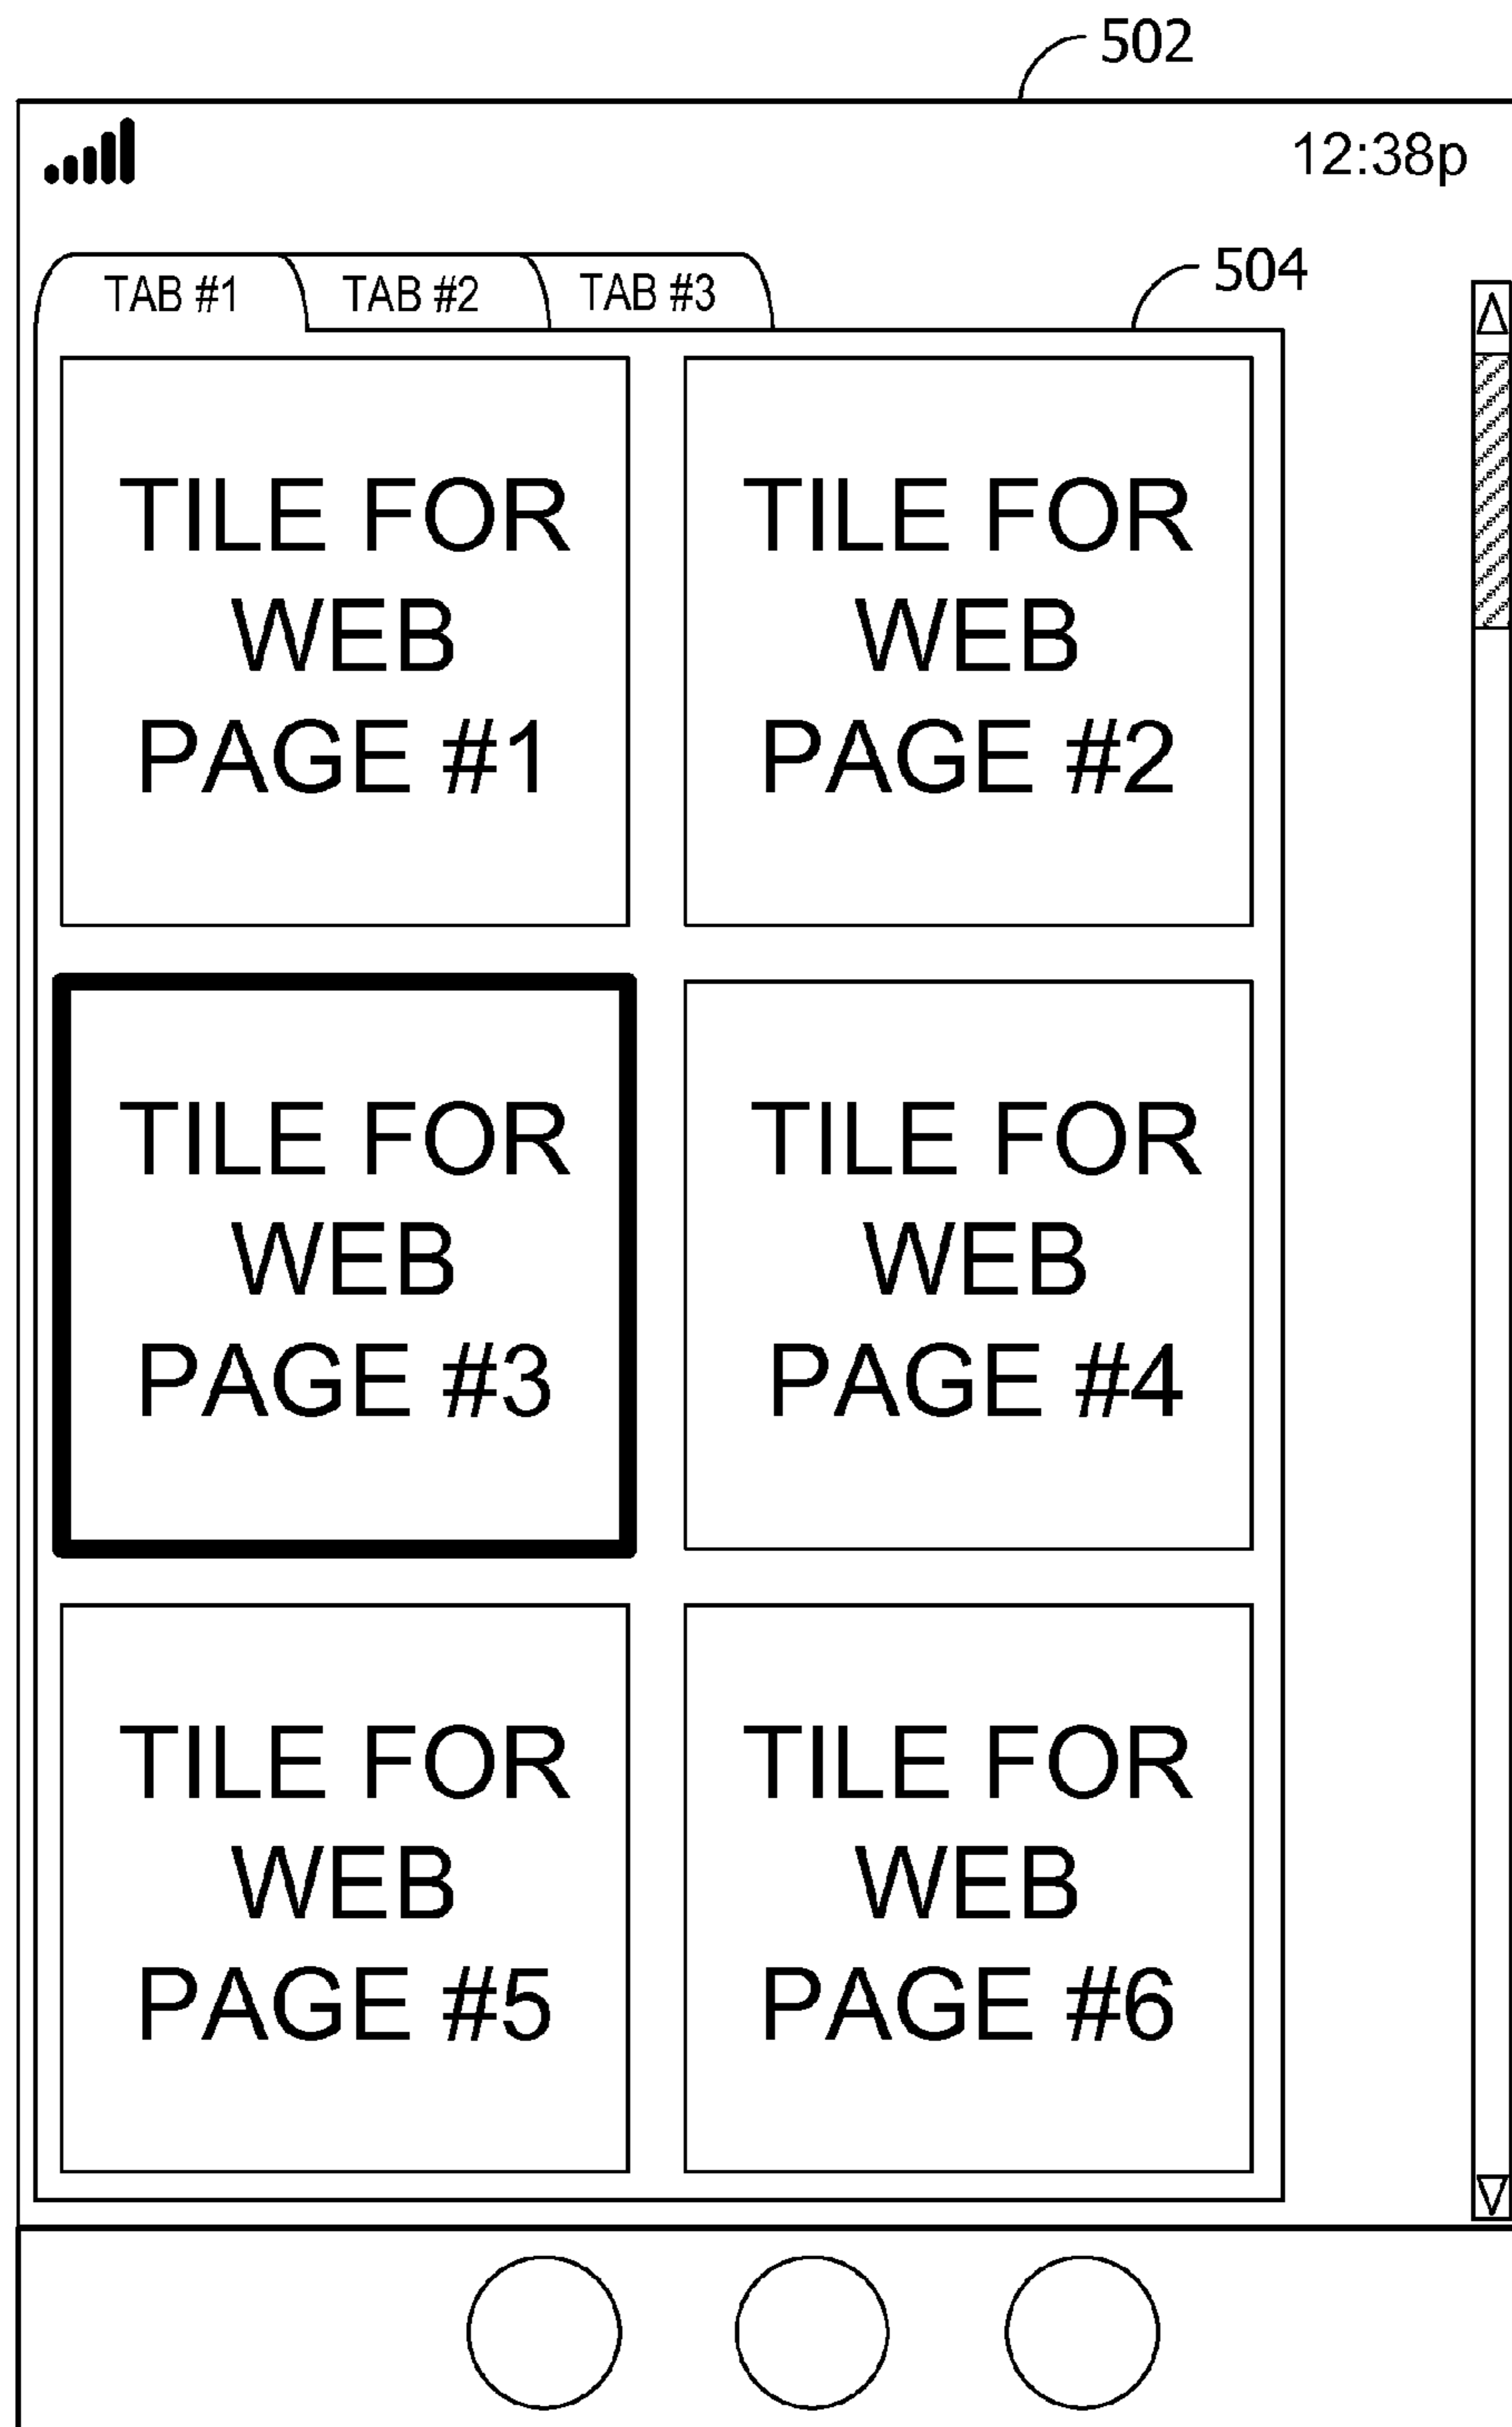 502
12:38p
504
TAB #1 TAB #2 TAB #3
TILE FOR
WEB
PAGE #1
TILE FOR
WEB
PAGE #2
TILE FOR
WEB
PAGE #3
TILE FOR
WEB
PAGE #4
TILE FOR
WEB
PAGE #5
TILE FOR
WEB
PAGE #6